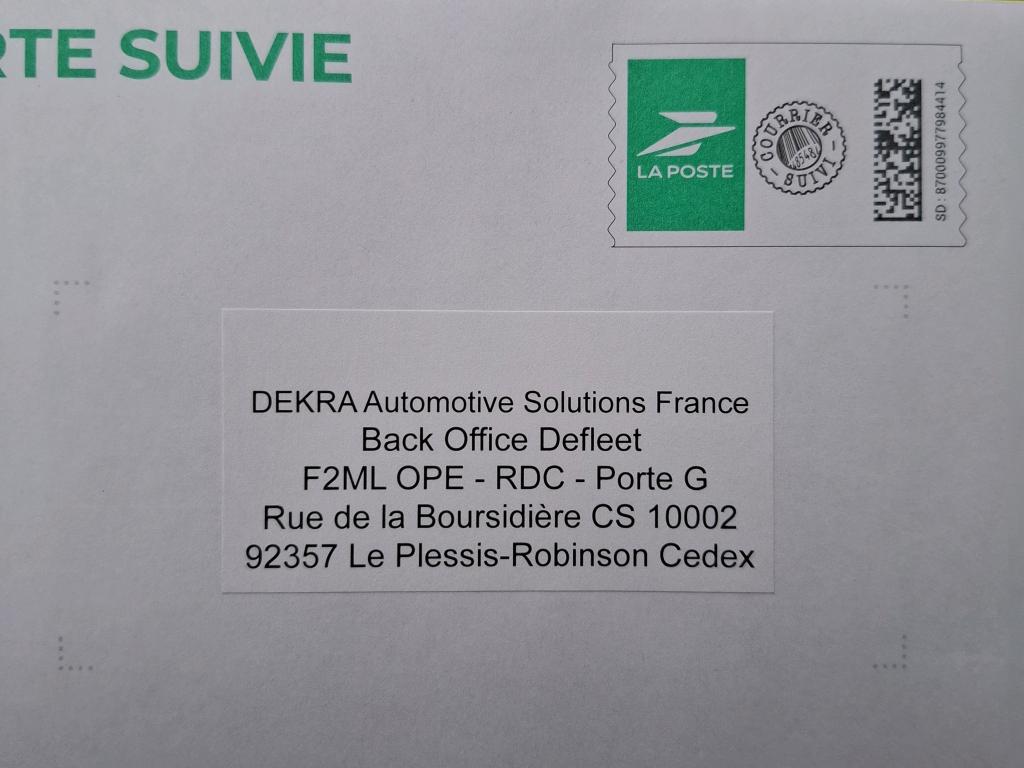 RTE SUIVIE
LA POSTE
COURRIER
SUIVI
SD : 870009977984414
DEKRA Automotive Solutions France
Back Office Defleet
F2ML OPE - RDC - Porte G
Rue de la Boursidière CS 10002
92357 Le Plessis-Robinson Cedex